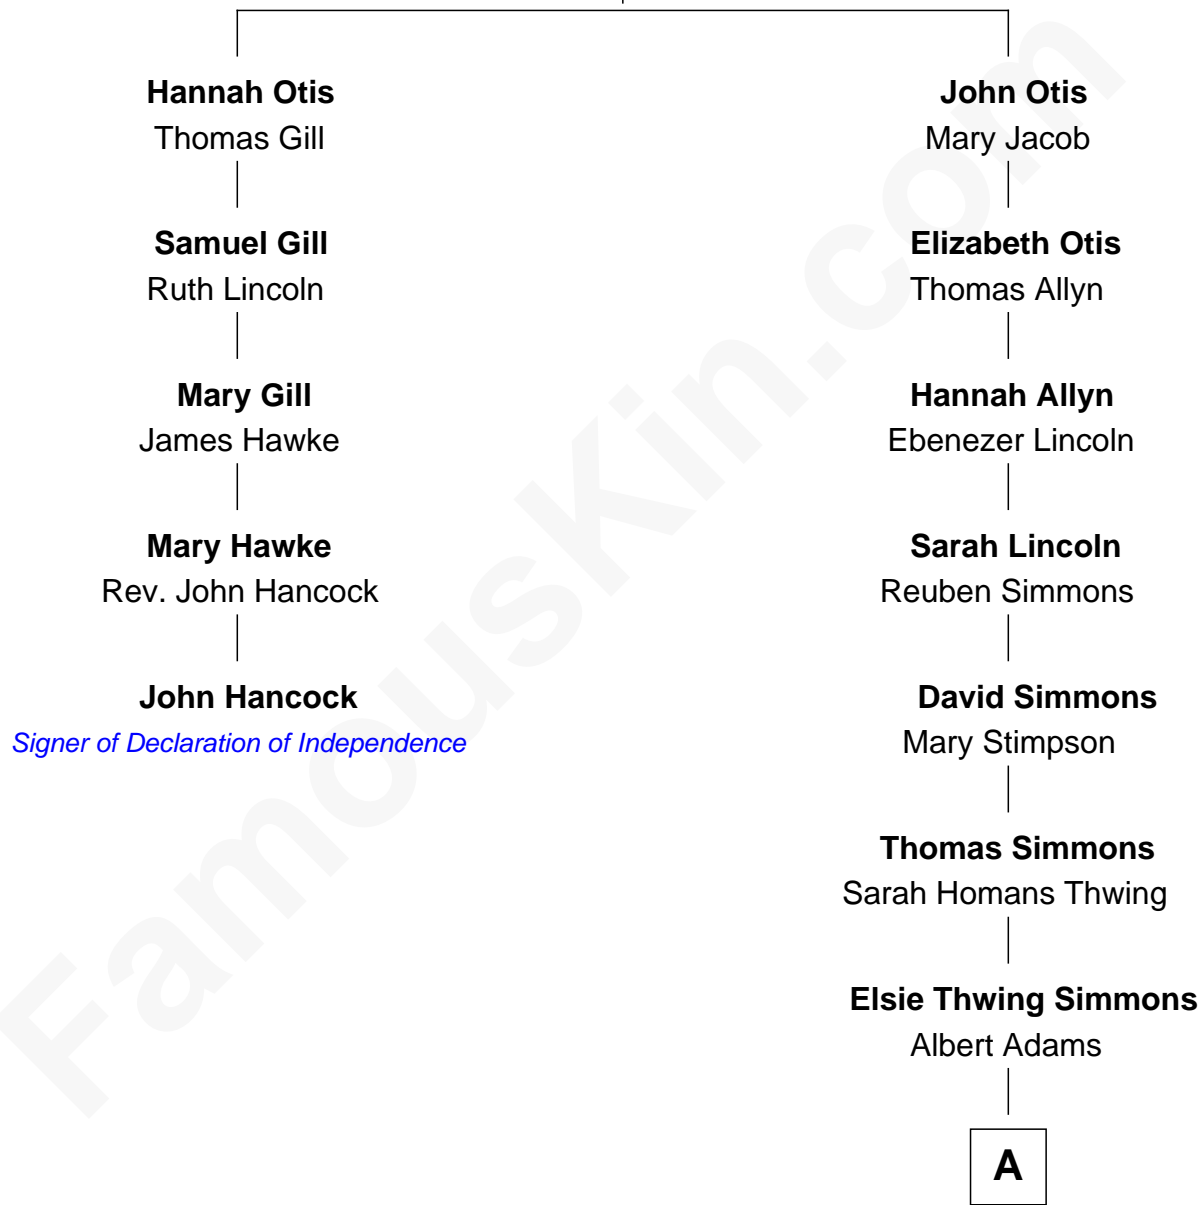 Hannah Otis
Thomas Gill
Samuel Gill
Ruth Lincoln
Mary Gill
James Hawke
Mary Hawke
Rev. John Hancock
John Hancock
Signer of Declaration of Independence
John Otis
Mary Jacob
Elizabeth Otis
Thomas Allyn
Hannah Allyn
Ebenezer Lincoln
Sarah Lincoln
Reuben Simmons
David Simmons
Mary Stimpson
Thomas Simmons
Sarah Homans Thwing
Elsie Thwing Simmons
Albert Adams
A
FamousKin.com